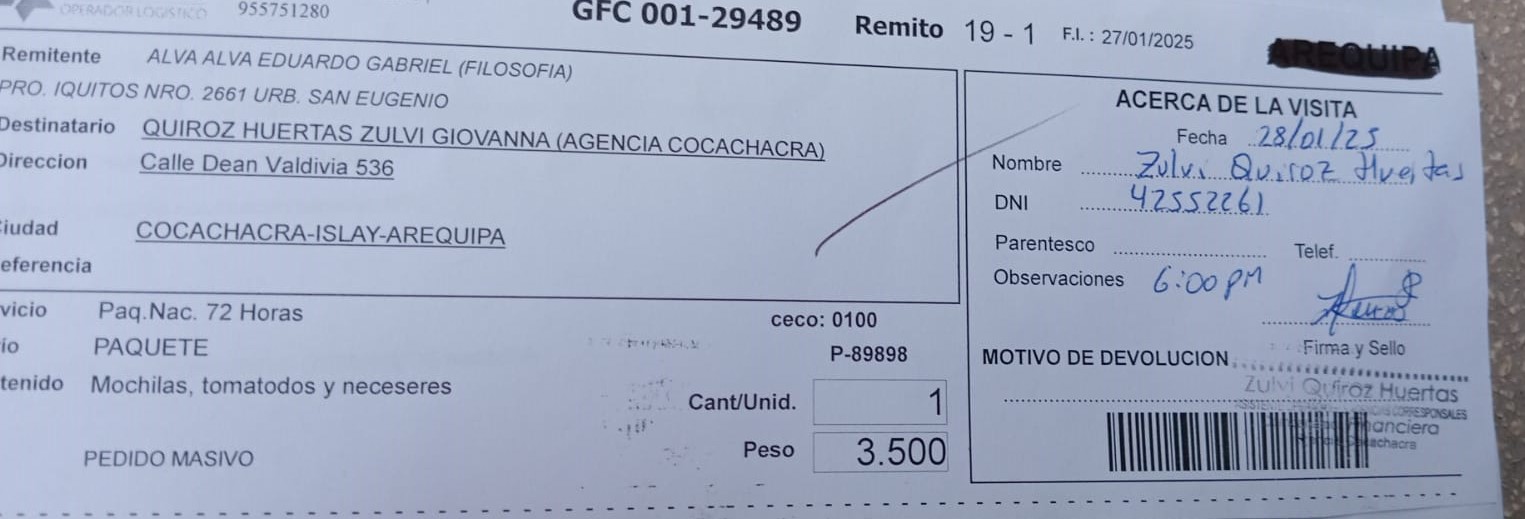 OPERADOR LOGISTICO 955751280
GFC 001-29489 Remito 19 - 1 F.I. : 27/01/2025
AREQUIPA
Remitente ALVA ALVA EDUARDO GABRIEL (FILOSOFIA)
PRO. IQUITOS NRO. 2661 URB. SAN EUGENIO
Destinatario QUIROZ HUERTAS ZULVI GIOVANNA (AGENCIA COCACHACRA)
Direccion Calle Dean Valdivia 536
iudad COCACHACRA-ISLAY-AREQUIPA
eferencia
vicio Paq.Nac. 72 Horas
ceco: 0100
io PAQUETE
P-89898
tenido Mochilas, tomatodos y neceseres
Cant/Unid. 1
Peso 3.500
PEDIDO MASIVO
ACERCA DE LA VISITA
Fecha 28/01/25
Nombre Zulvi Quiroz Huertas
DNI 42552261
Parentesco Telef.
Observaciones 6:00 PM
Firma y Sello
MOTIVO DE DEVOLUCION
Zulvi Quiroz Huertas
CORRESPONSALES
Financiera